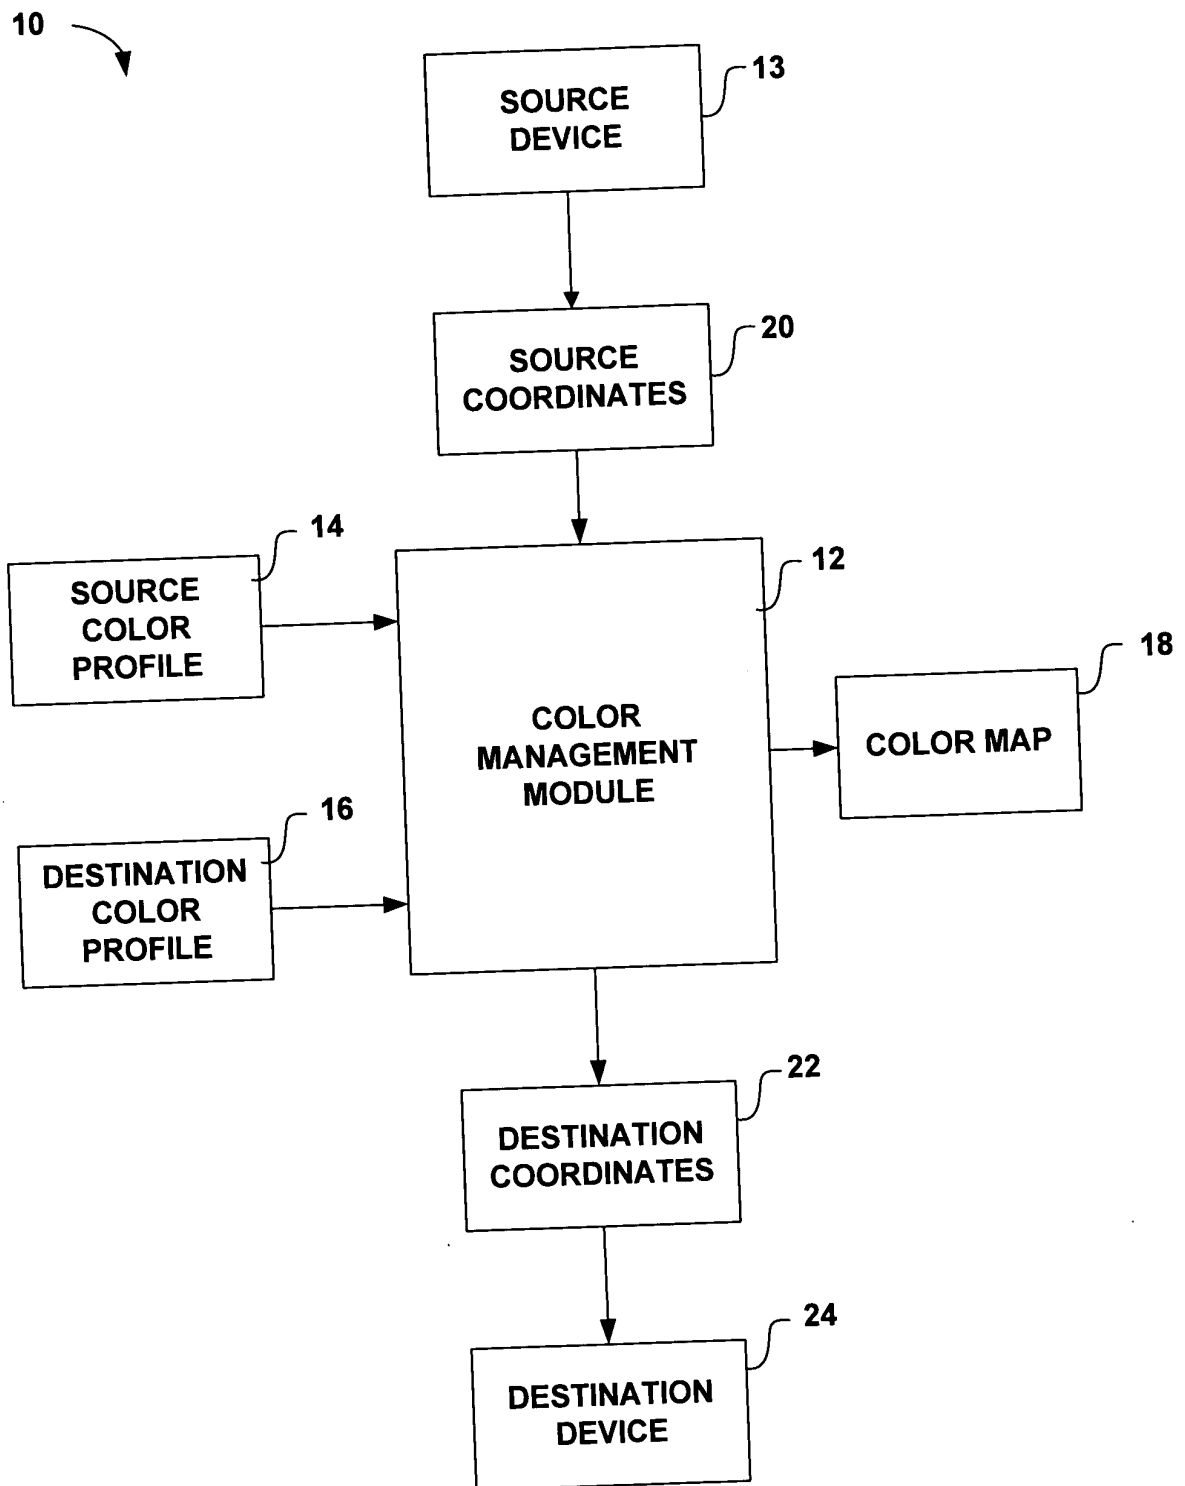 10
SOURCE
DEVICE
13
SOURCE
COORDINATES
20
SOURCE
COLOR
PROFILE
14
COLOR
MANAGEMENT
MODULE
12
COLOR MAP
18
DESTINATION
COLOR
PROFILE
16
DESTINATION
COORDINATES
22
DESTINATION
DEVICE
24